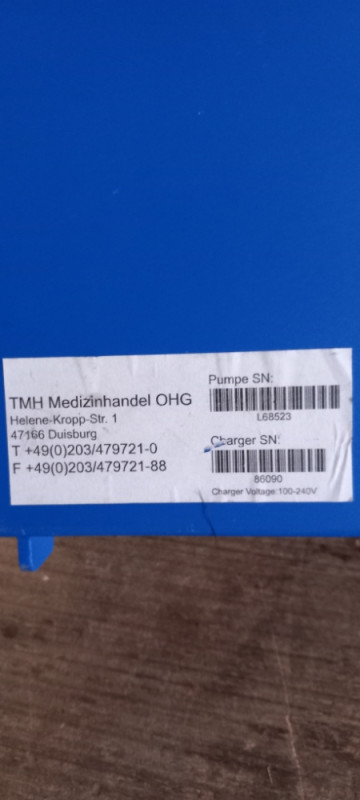 TMH Medizinhandel OHG
Helene-Kropp-Str. 1
47166 Duisburg
T +49(0)203/479721-0
F +49(0)203/479721-88
Pumpe SN:
L68523
Charger SN:
86090
Charger Voltage:100-240V